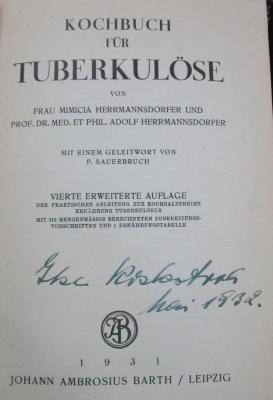 KOCHBUCH
FÜR
TUBERKULÖSE
VON
FRAU MIMICIA HERRMANNSDORFER UND
PROF. DR. MED. ET PHIL. ADOLF HERRMANNSDORFER
MIT EINEM GELEITWORT VON
F. SAUERBRUCH
VIERTE ERWEITERTE AUFLAGE
DER PRAKTISCHEN ANLEITUNG ZUR KOCHSALZFREIEN
ERNÄHRUNG TUBERKULÖSER
MIT 310 MENGENMÄSSIG BERECHNETEN ZUBEREITUNGS-
VORSCHRIFTEN UND 1 ERNÄHRUNGSTABELLE
Mai 1932.
1931
JOHANN AMBROSIUS BARTH / LEIPZIG